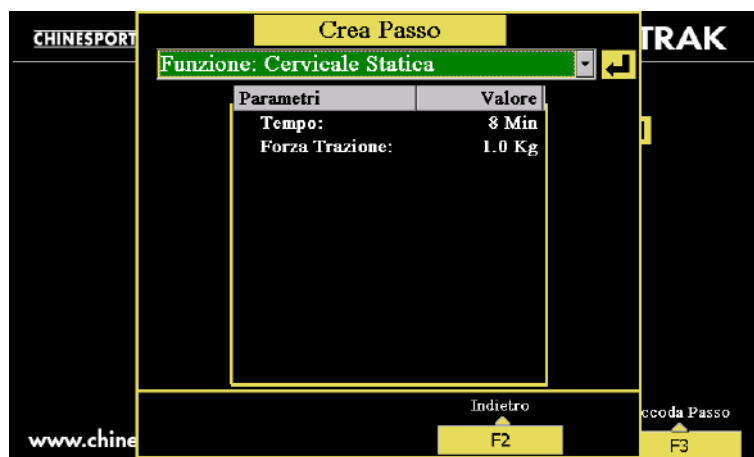 CHINESPORT
Crea Passo
TRAK
Funzione: Cervicale Statica
Parametri Valore
Tempo: 8 Min
Forza Trazione: 1.0 Kg
Indietro
ccoda Passo
www.chine
F2
F3